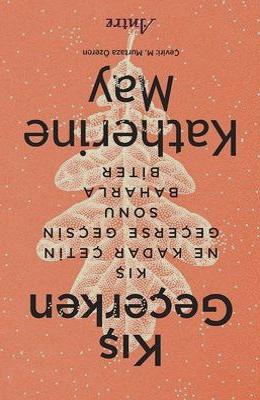 Kış
Geçerken
KIŞ
NE KADAR ÇETİN
GEÇERSE GEÇSİN
SONU
BAHARLA
BİTER
Katherine
May
Çeviri: M. Murtaza Özeren
Antre